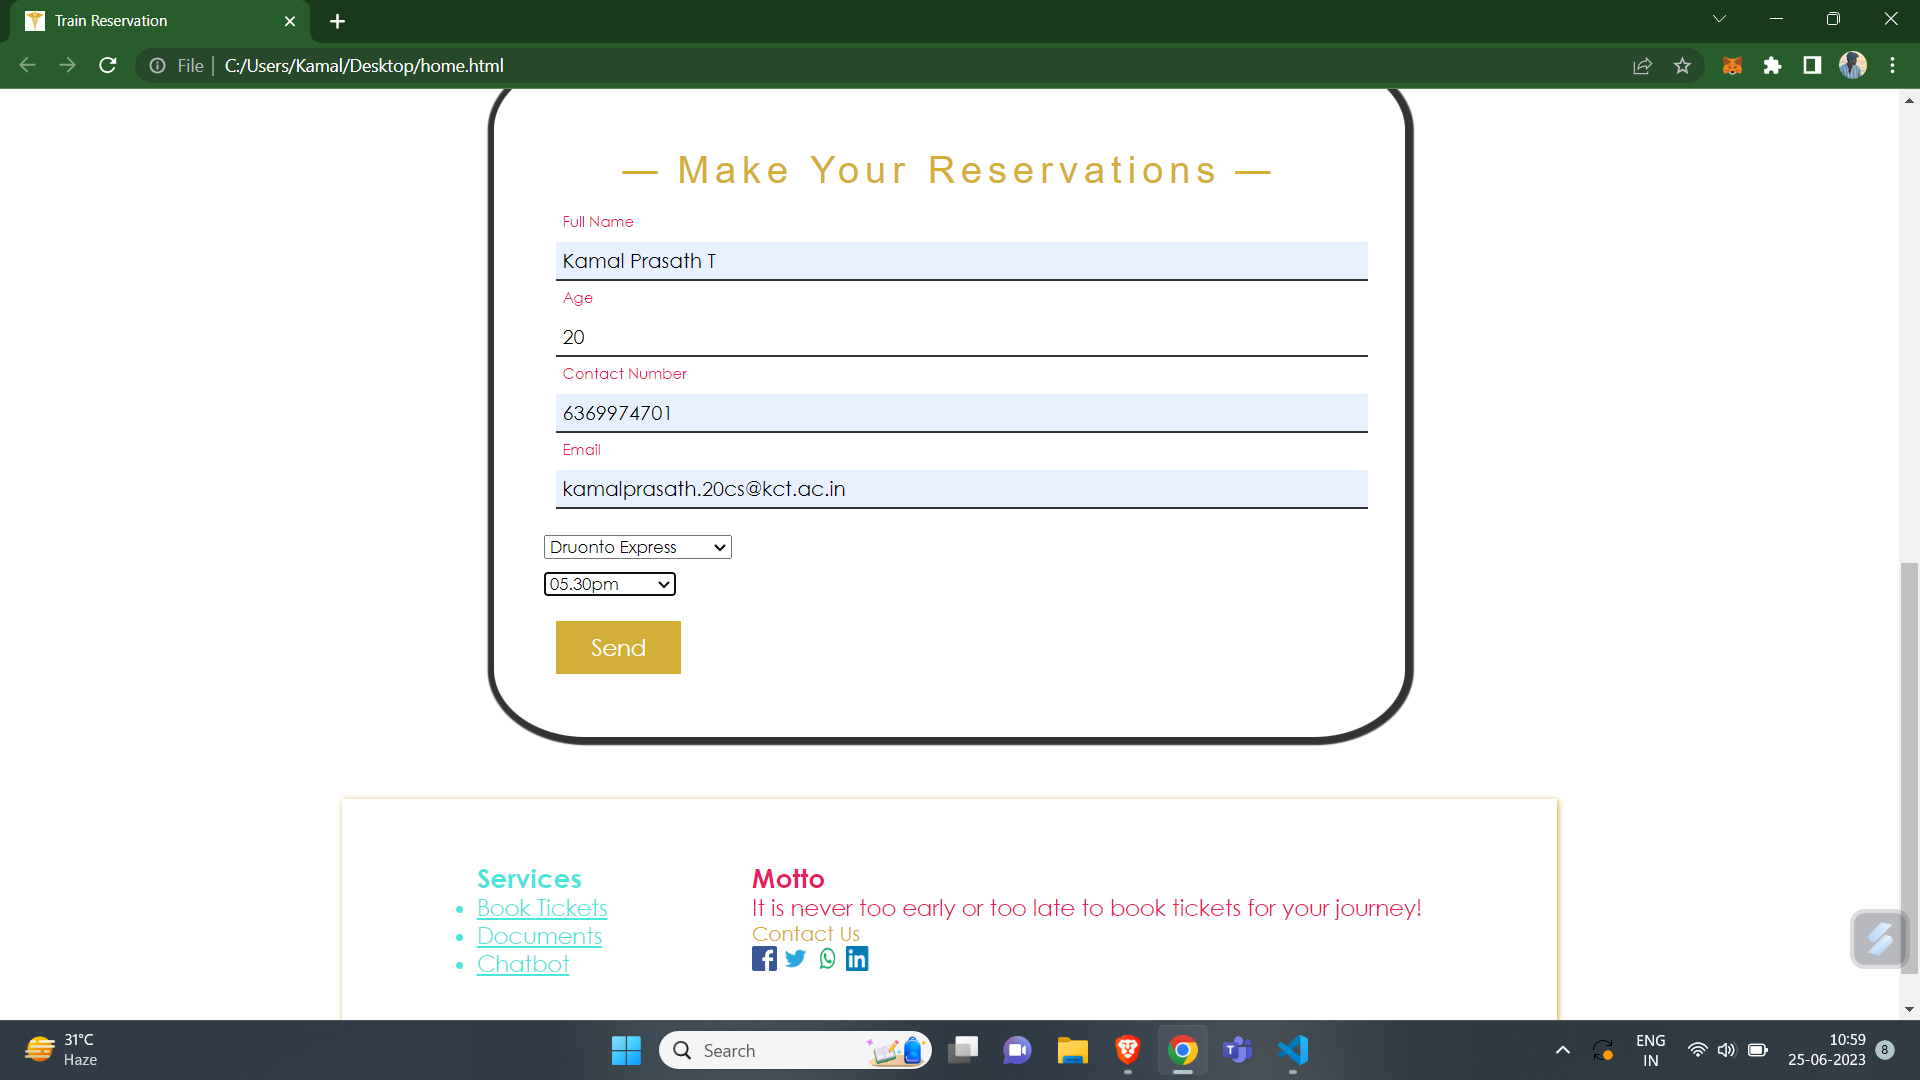 Train Reservation
File
C:/Users/Kamal/Desktop/home.html
— Make Your Reservations —
Full Name
Kamal Prasath T
Age
20
Contact Number
6369974701
Email
kamalprasath.20cs@kct.ac.in
Druonto Express
05.30pm
Send
Services
Book Tickets
Documents
Chatbot
Motto
It is never too early or too late to book tickets for your journey!
Contact Us
31°C
Haze
Search
ENG
IN
10:59
25-06-2023
8